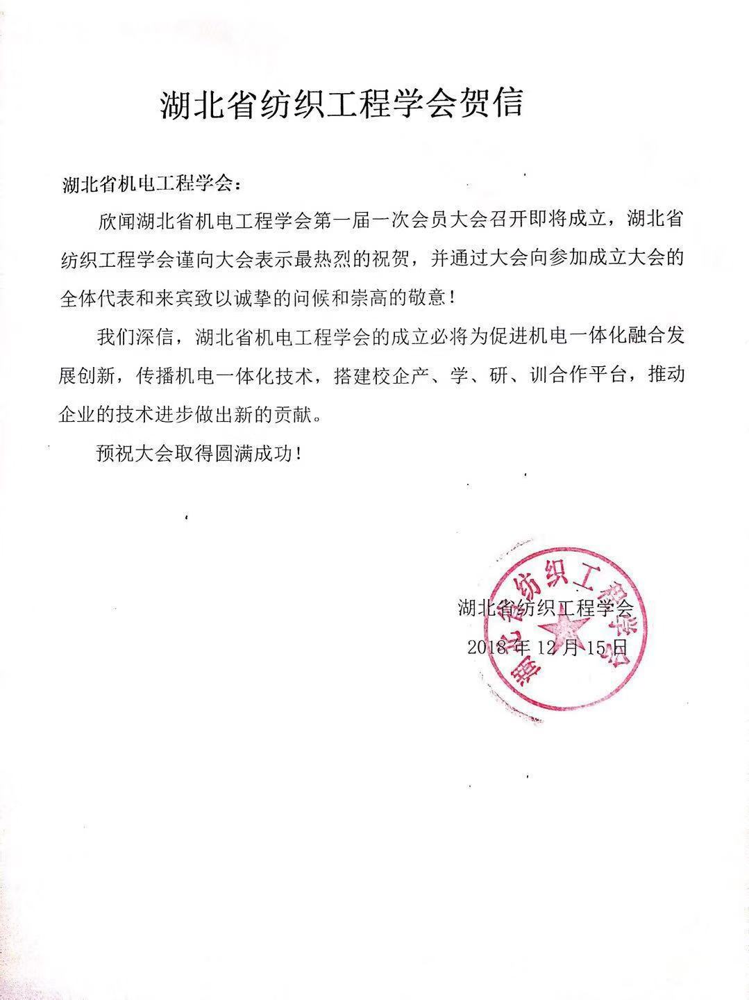 湖北省纺织工程学会贺信
湖北省机电工程学会：
欣闻湖北省机电工程学会第一届一次会员大会召开即将成立，湖北省
纺织工程学会谨向大会表示最热烈的祝贺，并通过大会向参加成立大会的
全体代表和来宾致以诚挚的问候和崇高的敬意！
我们深信，湖北省机电工程学会的成立必将为促进机电一体化融合发
展创新，传播机电一体化技术，搭建校企产、学、研、训合作平台，推动
企业的技术进步做出新的贡献。
预祝大会取得圆满成功！
湖北省纺织工程学会
湖北省纺织工程学会
2018 年 12 月 15 日